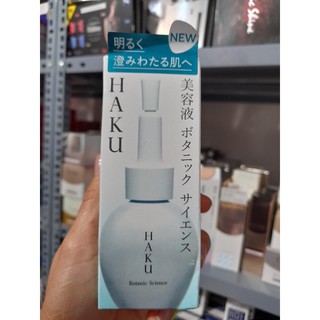 NEW
明るく
澄みわたる肌へ
HAKU
美容液 ボタニック サイエンス
HAKU
Botanic Science